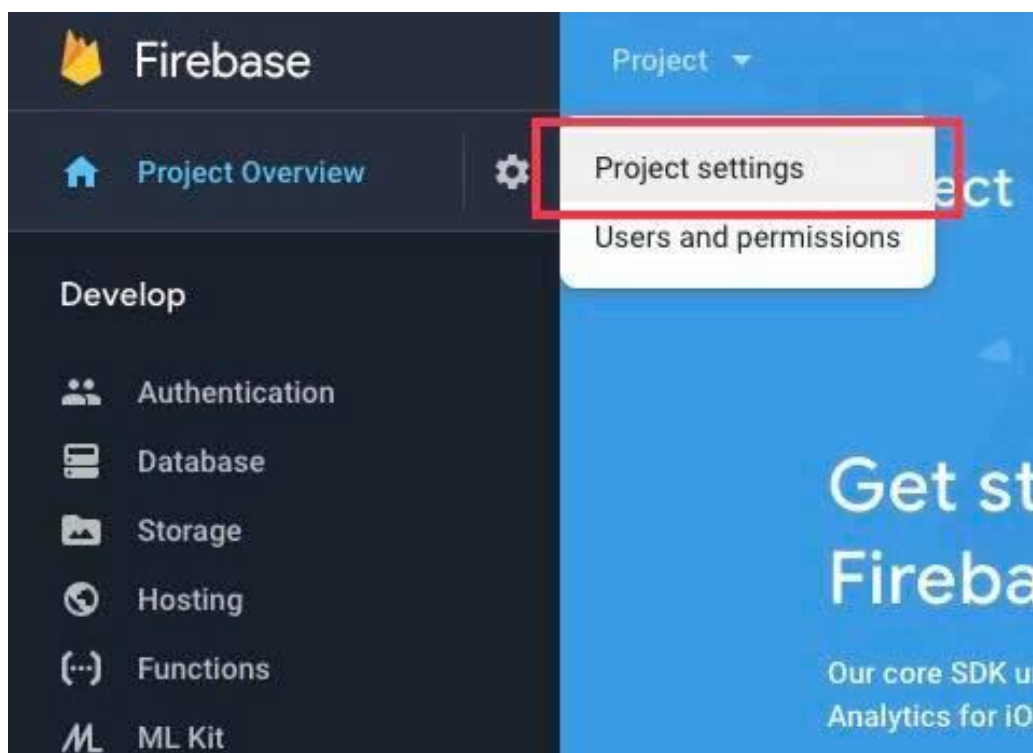 Firebase
Project
Project Overview
Project settings
ect
Users and permissions
Develop
Authentication
Database
Storage
Hosting
Functions
ML Kit
Get st
Fireba
Our core SDK u
Analytics for iO